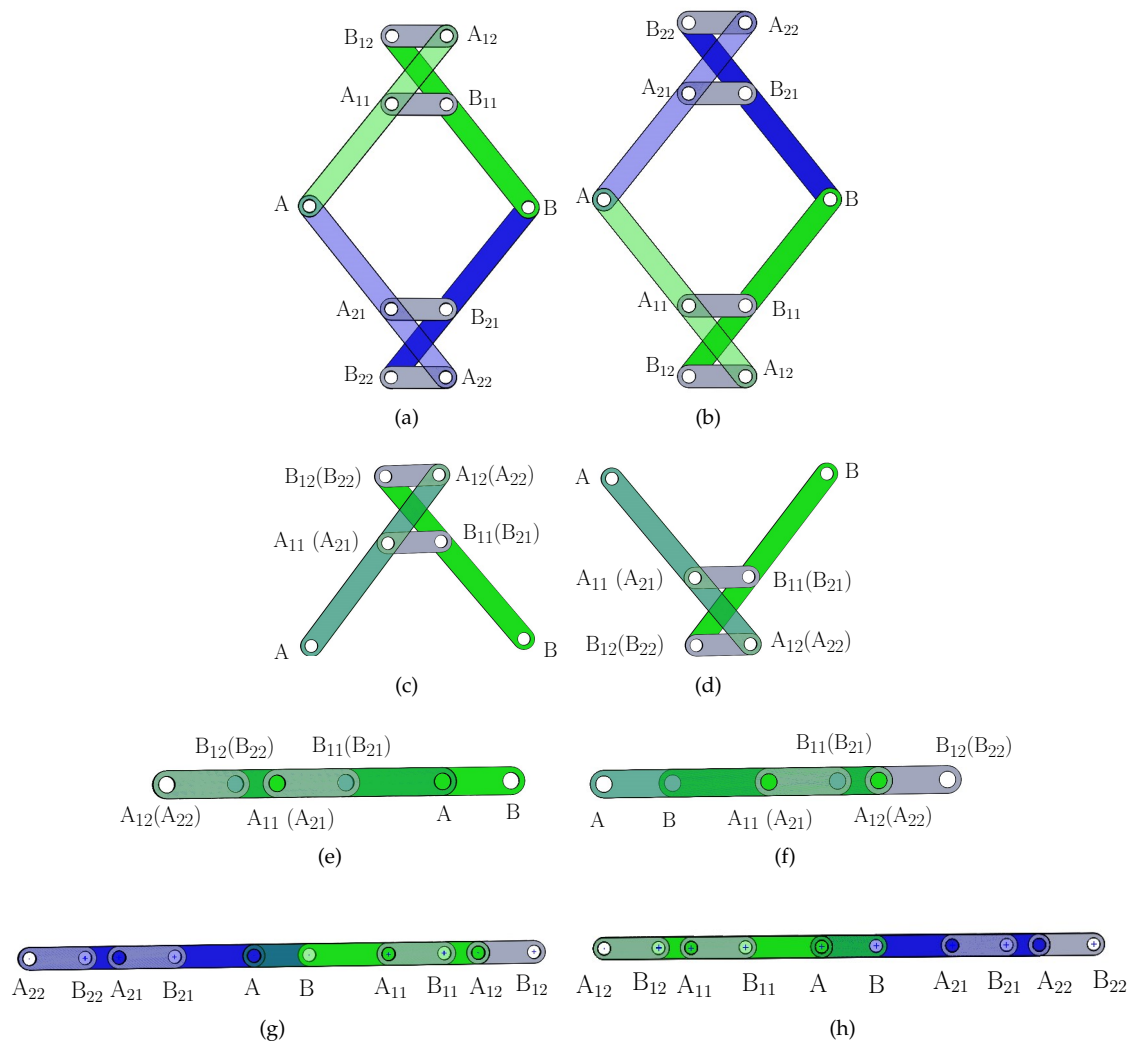 B₁₂ A₁₂
A₁₁ B₁₁
A B
A₂₁ B₂₁
B₂₂ A₂₂
(a)
B₂₂ A₂₂
A₂₁ B₂₁
A B
A₁₁ B₁₁
B₁₂ A₁₂
(b)
B₁₂(B₂₂) A₁₂(A₂₂)
A₁₁ (A₂₁) B₁₁(B₂₁)
A B
(c)
A B
A₁₁ (A₂₁) B₁₁(B₂₁)
B₁₂(B₂₂) A₁₂(A₂₂)
(d)
B₁₂(B₂₂) B₁₁(B₂₁)
A₁₂(A₂₂) A₁₁ (A₂₁) A B
(e)
B₁₁(B₂₁) B₁₂(B₂₂)
A B A₁₁ (A₂₁) A₁₂(A₂₂)
(f)
A₂₂ B₂₂ A₂₁ B₂₁ A B A₁₁ B₁₁ A₁₂ B₁₂
(g)
A₁₂ B₁₂ A₁₁ B₁₁ A B A₂₁ B₂₁ A₂₂ B₂₂
(h)